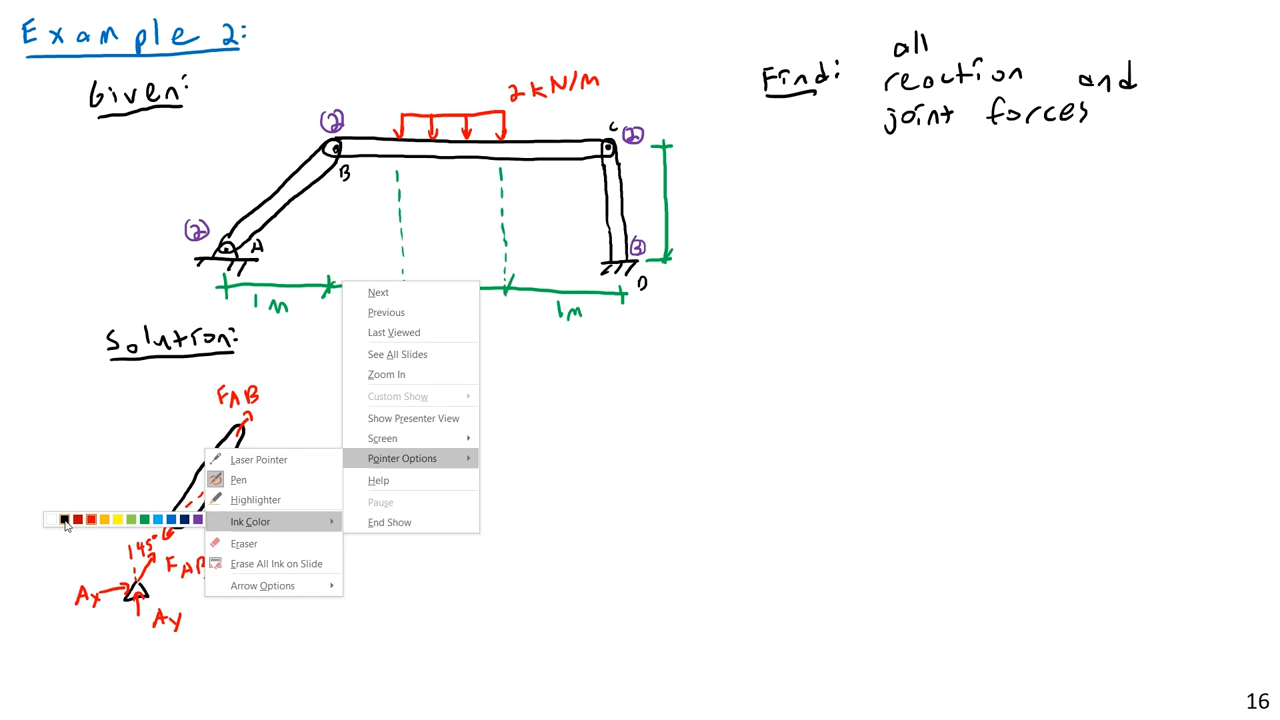 Example 2:
Given:
2 kN/m
Find:
all
reaction and
joint forces
(2)
B
C
(2)
(2)
A
(3)
D
1m
1m
Solution:
FAB
45°
FAB
Ax
Ay
Next
Previous
Last Viewed
See All Slides
Zoom In
Custom Show
Show Presenter View
Screen
Pointer Options
Help
Pause
End Show
Laser Pointer
Pen
Highlighter
Ink Color
Eraser
Erase All Ink on Slide
Arrow Options
16